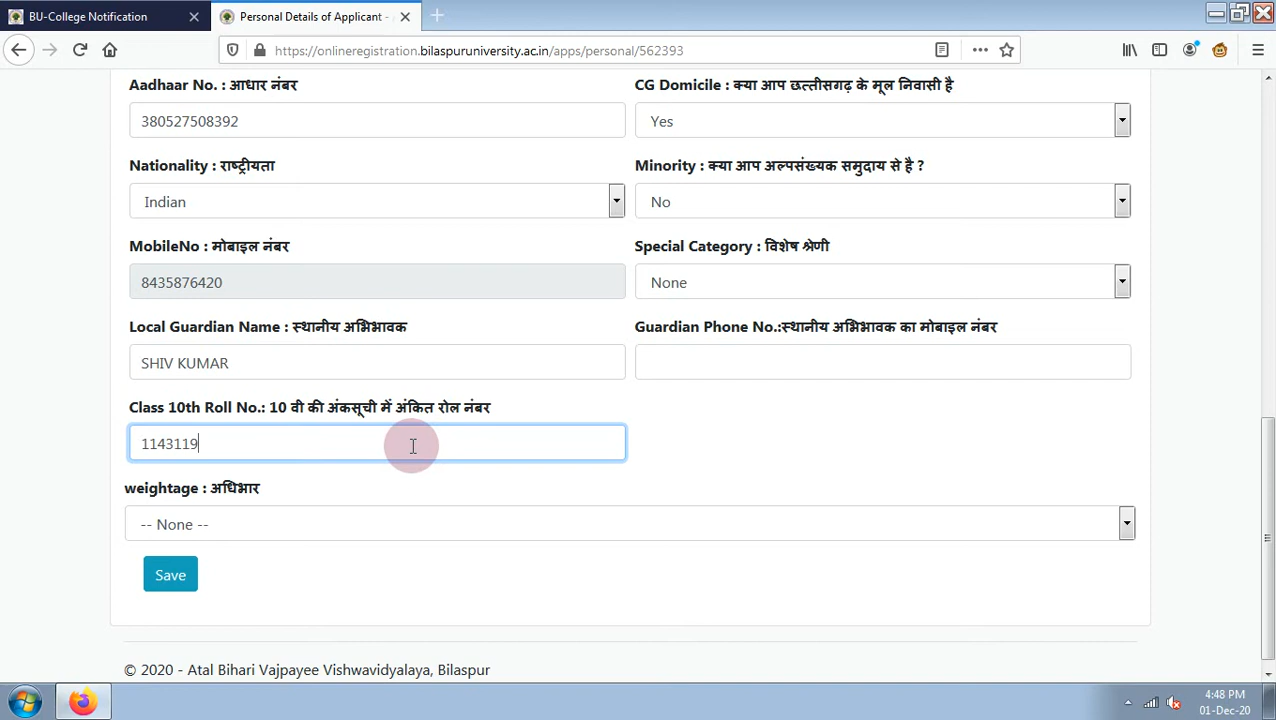 BU-College Notification
Personal Details of Applicant -
https://onlineregistration.bilaspuruniversity.ac.in/apps/personal/562393
Aadhaar No. : आधार नंबर
CG Domicile : क्या आप छत्तीसगढ़ के मूल निवासी है
380527508392
Yes
Nationality : राष्ट्रीयता
Minority : क्या आप अल्पसंख्यक समुदाय से है ?
Indian
No
MobileNo : मोबाइल नंबर
Special Category : विशेष श्रेणी
8435876420
None
Local Guardian Name : स्थानीय अभिभावक
Guardian Phone No.:स्थानीय अभिभावक का मोबाइल नंबर
SHIV KUMAR
Class 10th Roll No.: 10 वी की अंकसूची में अंकित रोल नंबर
1143119
weightage : अधिभार
-- None --
Save
© 2020 - Atal Bihari Vajpayee Vishwavidyalaya, Bilaspur
4:48 PM
01-Dec-20